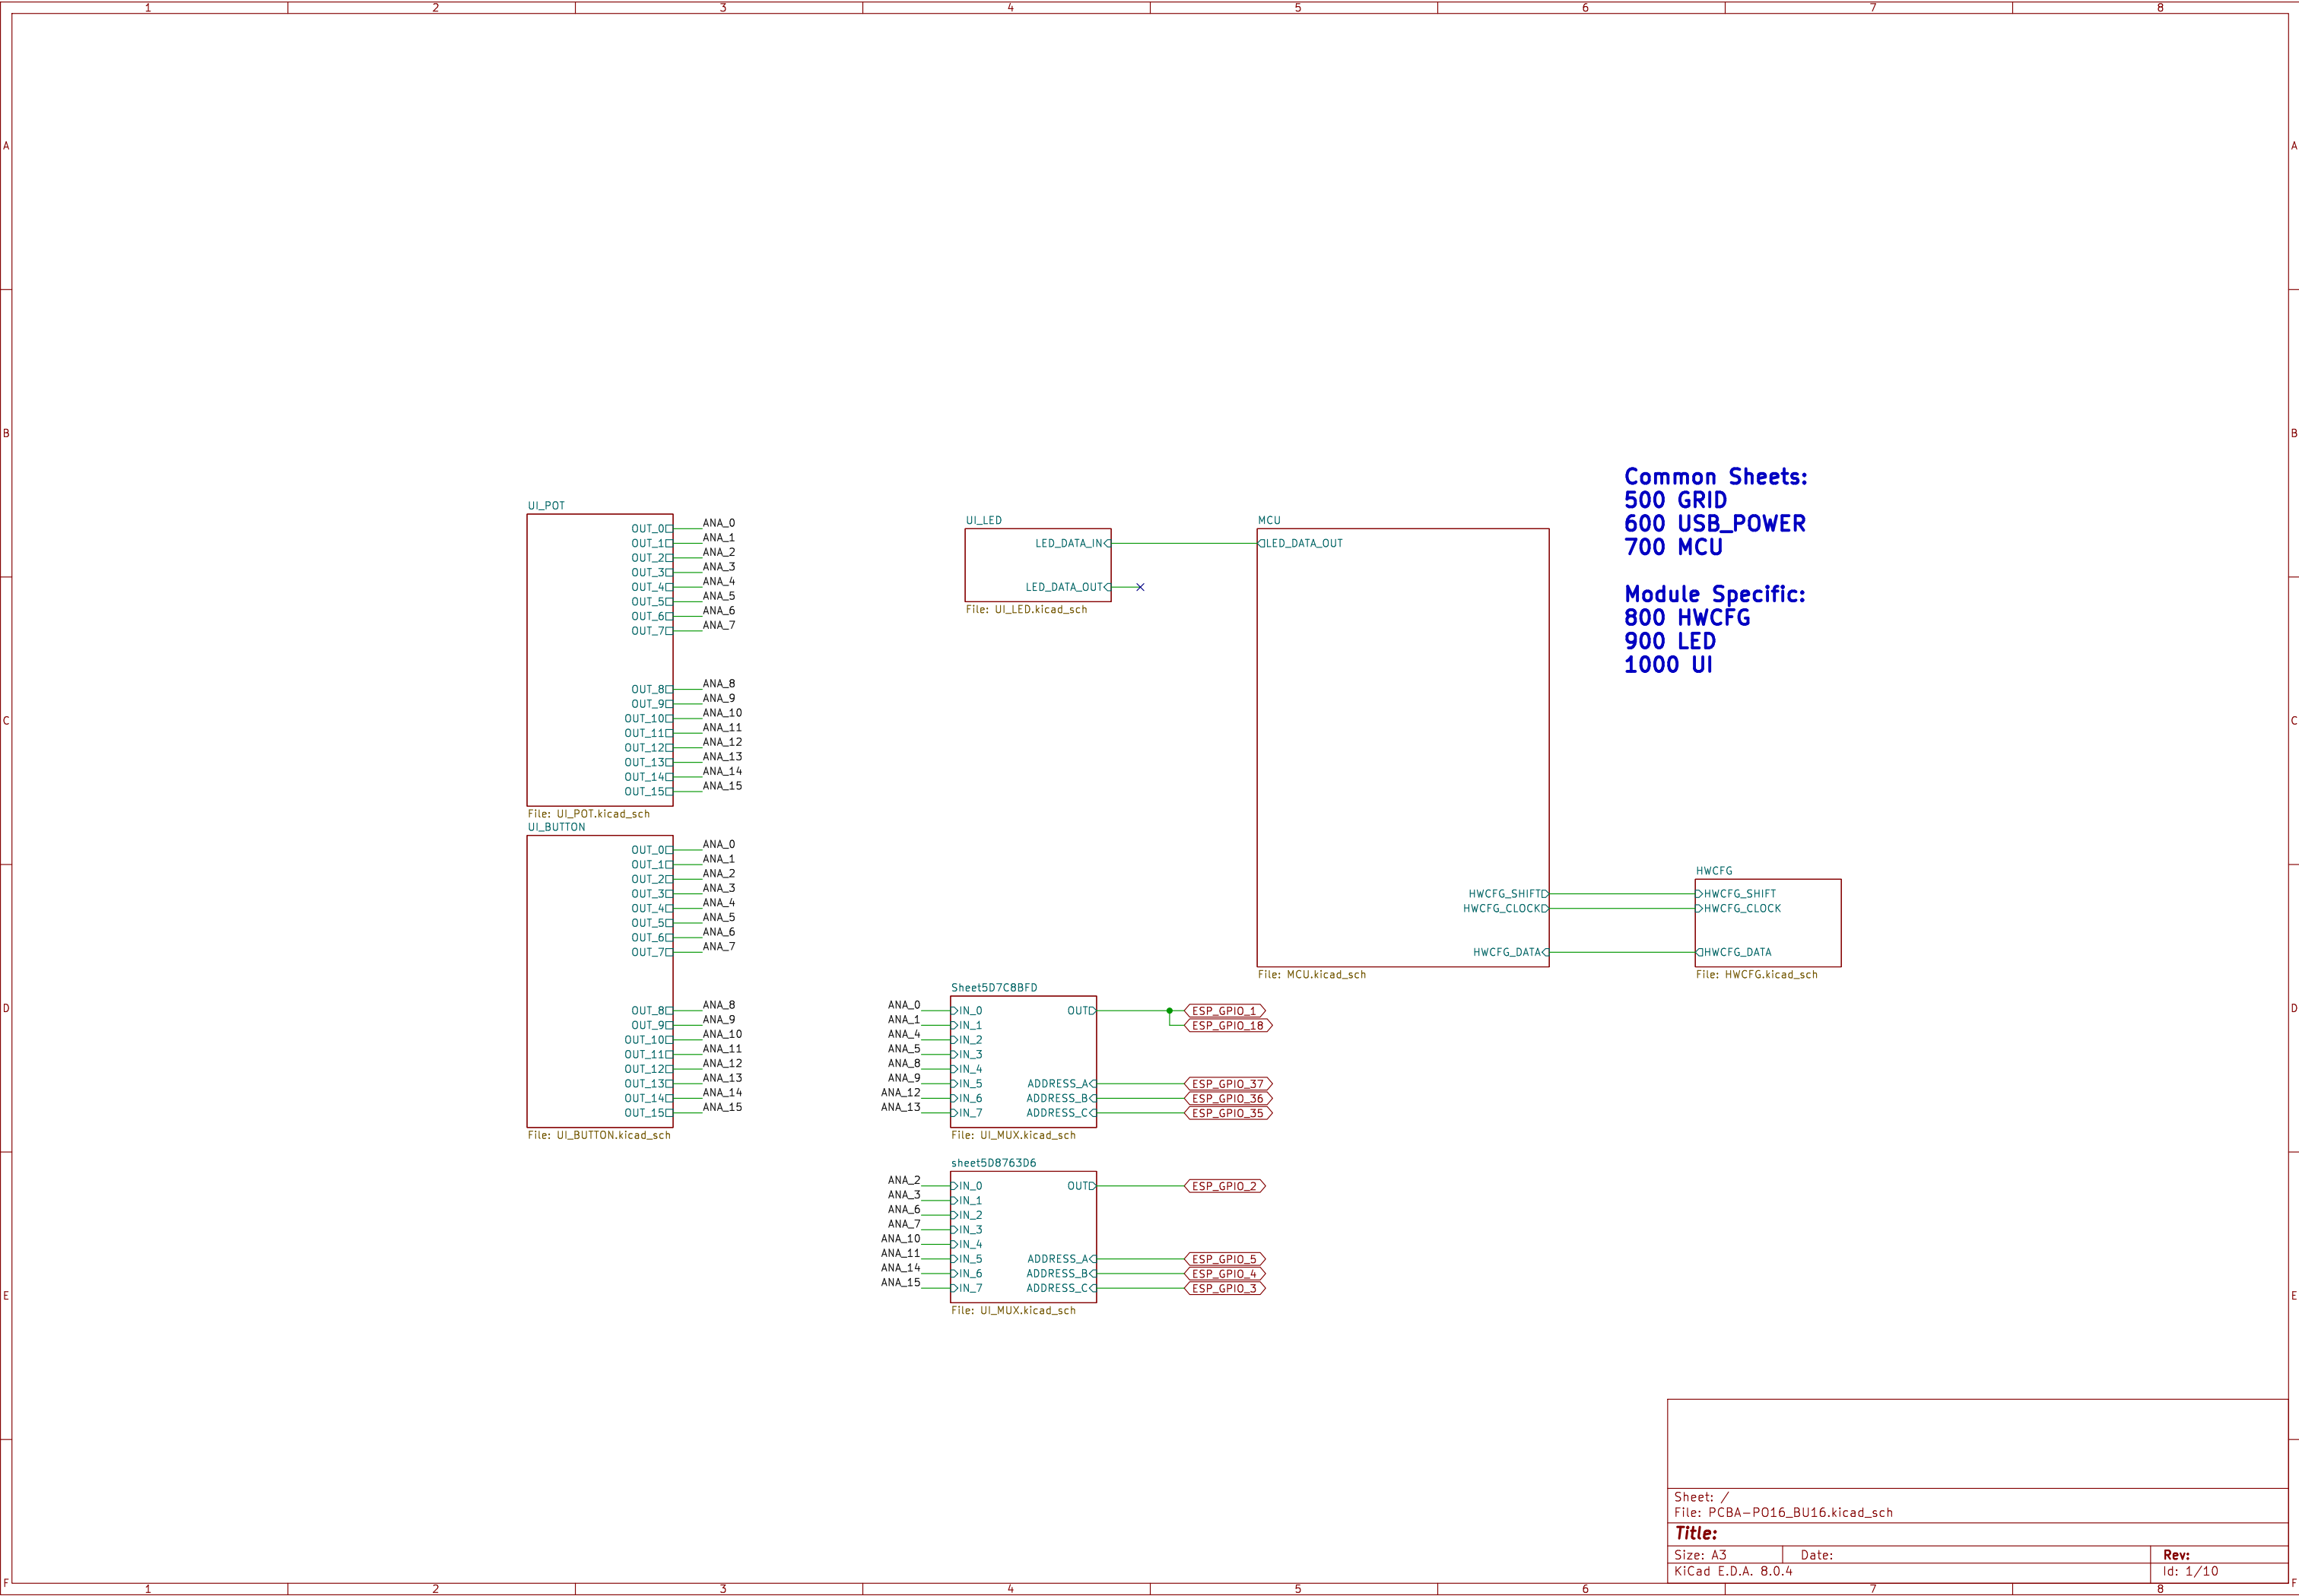 1 2 3 4 5 6 7 8
A A
B B
Common Sheets:
500 GRID
600 USB_POWER
700 MCU
Module Specific:
800 HWCFG
900 LED
1000 UI
UI_POT
OUT_0 ANA_0
OUT_1 ANA_1
OUT_2 ANA_2
OUT_3 ANA_3
OUT_4 ANA_4
OUT_5 ANA_5
OUT_6 ANA_6
OUT_7 ANA_7
OUT_8 ANA_8
OUT_9 ANA_9
OUT_10 ANA_10
OUT_11 ANA_11
OUT_12 ANA_12
OUT_13 ANA_13
OUT_14 ANA_14
OUT_15 ANA_15
File: UI_POT.kicad_sch
UI_LED
LED_DATA_IN
LED_DATA_OUT
File: UI_LED.kicad_sch
MCU
LED_DATA_OUT
HWCFG_SHIFT
HWCFG_CLOCK
HWCFG_DATA
File: MCU.kicad_sch
HWCFG
HWCFG_SHIFT
HWCFG_CLOCK
HWCFG_DATA
File: HWCFG.kicad_sch
C C
UI_BUTTON
OUT_0 ANA_0
OUT_1 ANA_1
OUT_2 ANA_2
OUT_3 ANA_3
OUT_4 ANA_4
OUT_5 ANA_5
OUT_6 ANA_6
OUT_7 ANA_7
OUT_8 ANA_8
OUT_9 ANA_9
OUT_10 ANA_10
OUT_11 ANA_11
OUT_12 ANA_12
OUT_13 ANA_13
OUT_14 ANA_14
OUT_15 ANA_15
File: UI_BUTTON.kicad_sch
D D
Sheet5D7C8BFD
ANA_0 IN_0 OUT ESP_GPIO_1
ANA_1 IN_1 ESP_GPIO_18
ANA_4 IN_2
ANA_5 IN_3
ANA_8 IN_4
ANA_9 IN_5 ADDRESS_A ESP_GPIO_37
ANA_12 IN_6 ADDRESS_B ESP_GPIO_36
ANA_13 IN_7 ADDRESS_C ESP_GPIO_35
File: UI_MUX.kicad_sch
sheet5D8763D6
ANA_2 IN_0 OUT ESP_GPIO_2
ANA_3 IN_1
ANA_6 IN_2
ANA_7 IN_3
ANA_10 IN_4
ANA_11 IN_5 ADDRESS_A ESP_GPIO_5
ANA_14 IN_6 ADDRESS_B ESP_GPIO_4
ANA_15 IN_7 ADDRESS_C ESP_GPIO_3
File: UI_MUX.kicad_sch
E E
Sheet: /
File: PCBA-PO16_BU16.kicad_sch
Title:
Size: A3 Date: Rev:
KiCad E.D.A. 8.0.4 Id: 1/10
F F
1 2 3 4 5 6 7 8